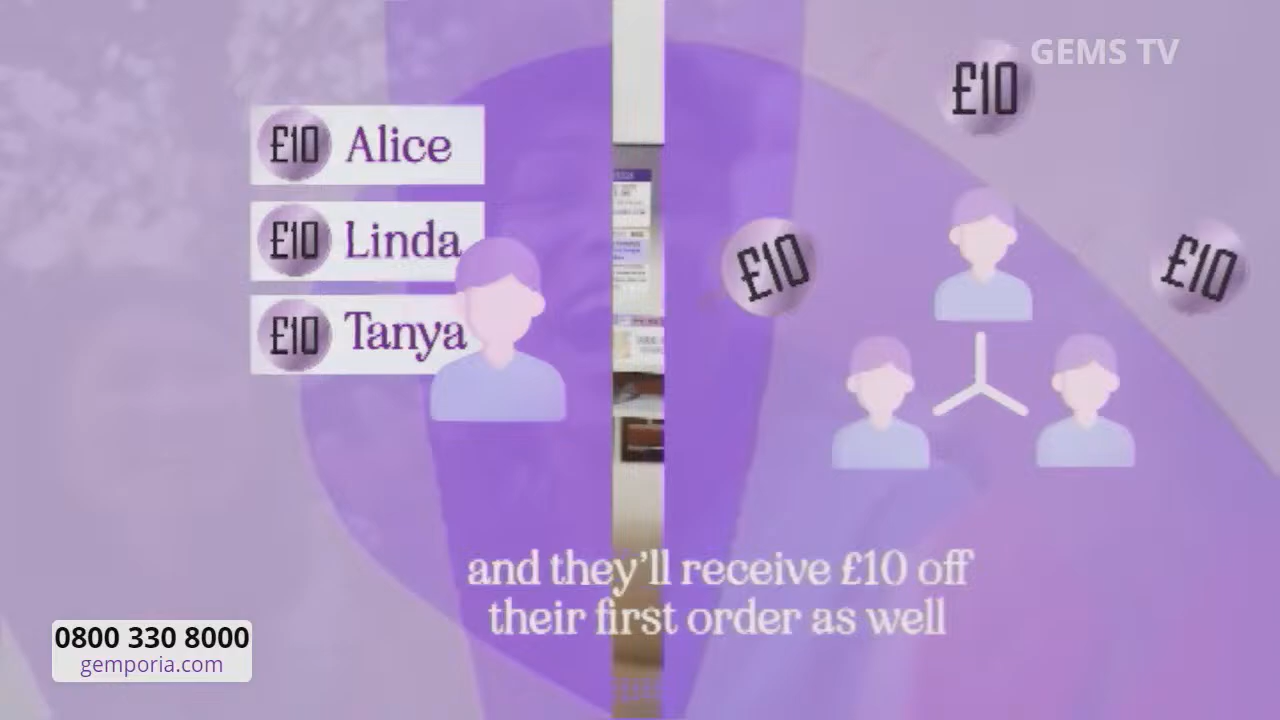 GEMS TV
£10
£10 Alice
£10 Linda
£10 Tanya
£10
£10
and they'll receive £10 off
their first order as well
0800 330 8000
gemporia.com